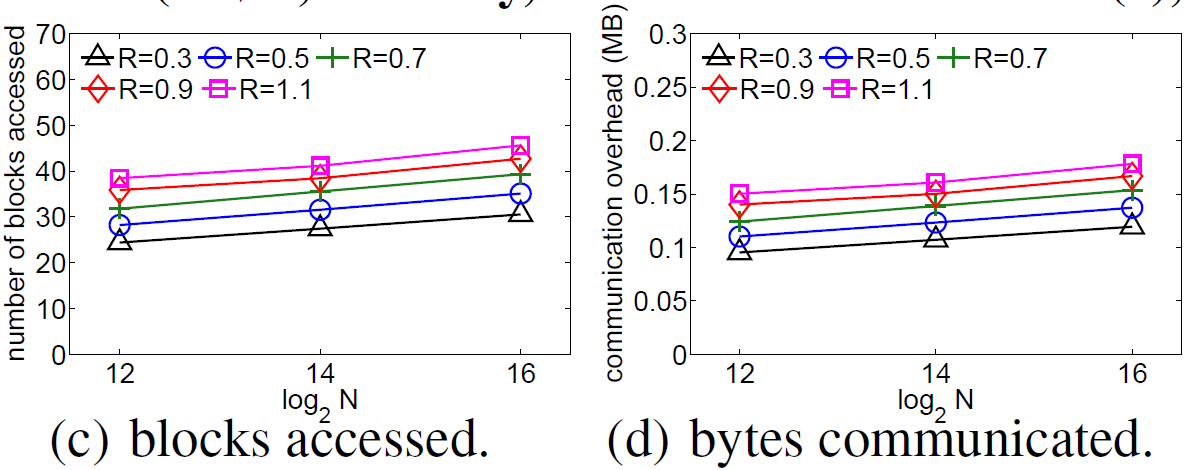 70
60
50
40
30
20
10
0
number of blocks accessed
R=0.3 R=0.5 R=0.7
R=0.9 R=1.1
12 14 16
log2 N
(c) blocks accessed.
0.3
0.25
0.2
0.15
0.1
0.05
0
communication overhead (MB)
R=0.3 R=0.5 R=0.7
R=0.9 R=1.1
12 14 16
log2 N
(d) bytes communicated.